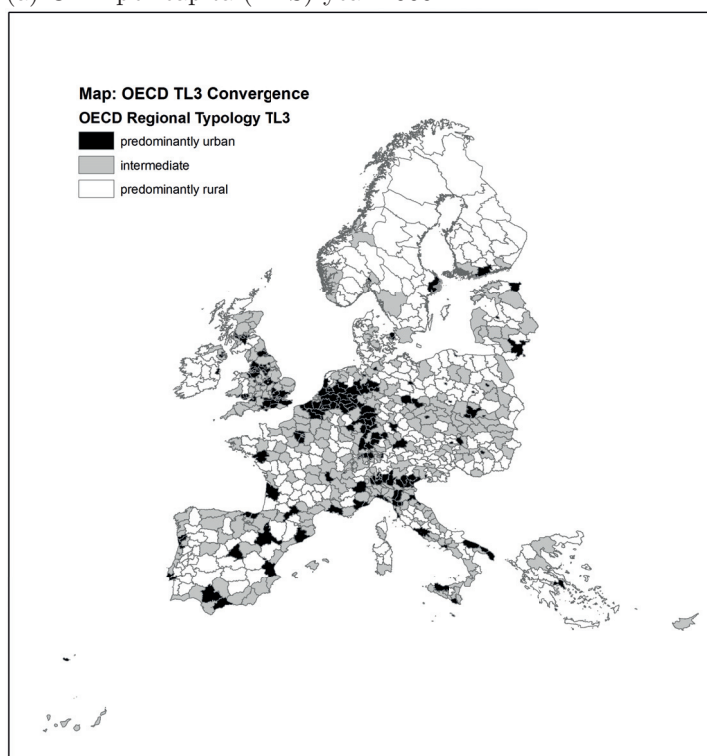 Map: OECD TL3 Convergence
OECD Regional Typology TL3
predominantly urban
intermediate
predominantly rural